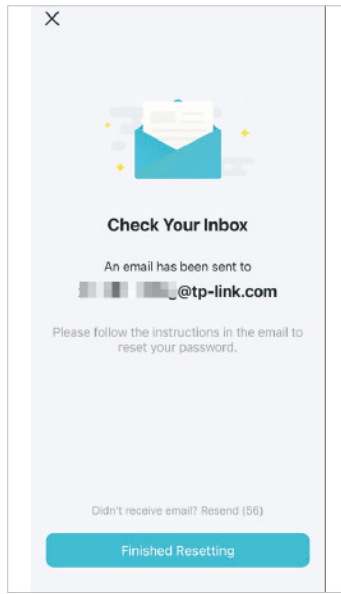 Check Your Inbox
An email has been sent to
@tp-link.com
Please follow the instructions in the email to
reset your password.
Didn't receive email? Resend (56)
Finished Resetting